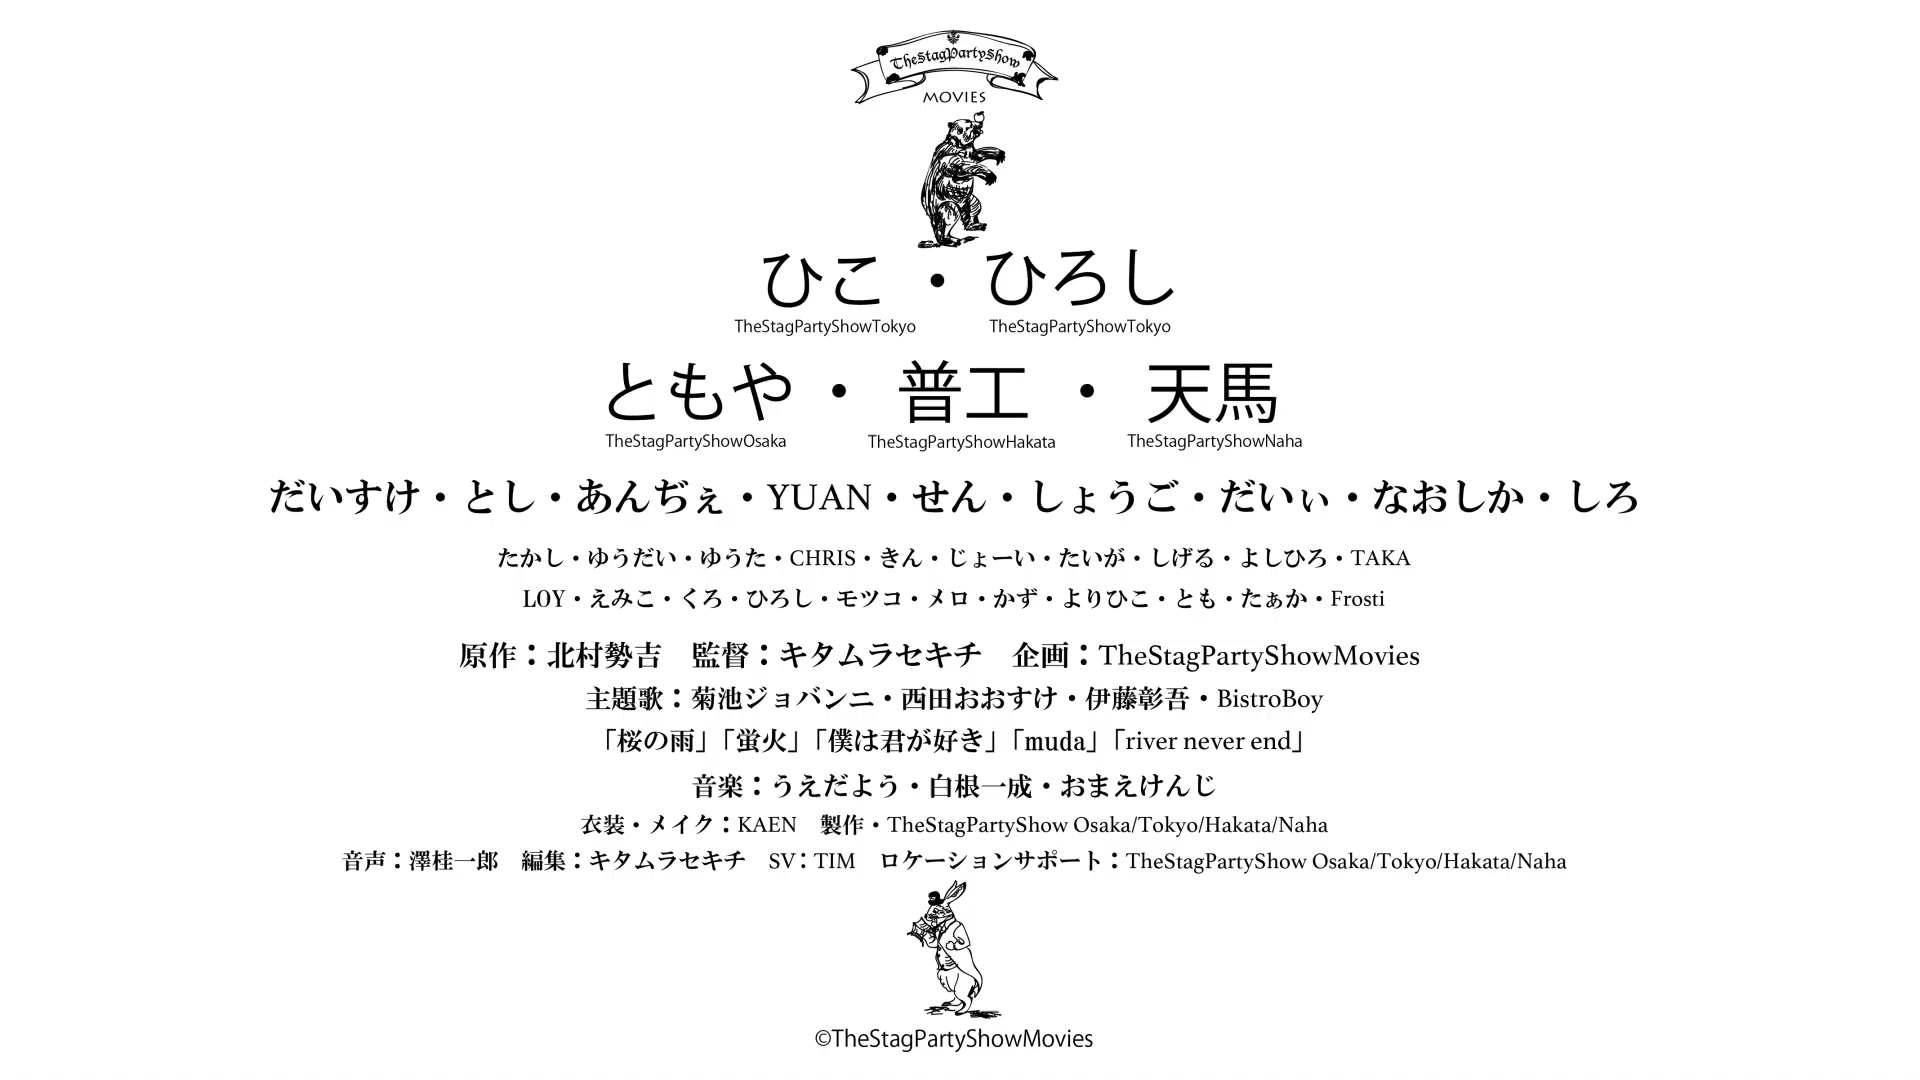 TheStagPartyShow
MOVIES
ひこ・ひろし
TheStagPartyShowTokyo TheStagPartyShowTokyo
ともや・普工・天馬
TheStagPartyShowOsaka TheStagPartyShowHakata TheStagPartyShowNaha
だいすけ・とし・あんぢぇ・YUAN・せん・しょうご・だいぃ・なおしか・しろ
たかし・ゆうだい・ゆうた・CHRIS・きん・じょーい・たいが・しげる・よしひろ・TAKA
LOY・えみこ・くろ・ひろし・モツコ・メロ・かず・よりひこ・とも・たぁか・Frosti
原作：北村勢吉　監督：キタムラセキチ　企画：TheStagPartyShowMovies
主題歌：菊池ジョバンニ・西田おおすけ・伊藤彰吾・BistroBoy
「桜の雨」「蛍火」「僕は君が好き」「muda」「river never end」
音楽：うえだよう・白根一成・おまえけんじ
衣装・メイク：KAEN　製作・TheStagPartyShow Osaka/Tokyo/Hakata/Naha
音声：澤桂一郎　編集：キタムラセキチ　SV：TIM　ロケーションサポート：TheStagPartyShow Osaka/Tokyo/Hakata/Naha
©TheStagPartyShowMovies